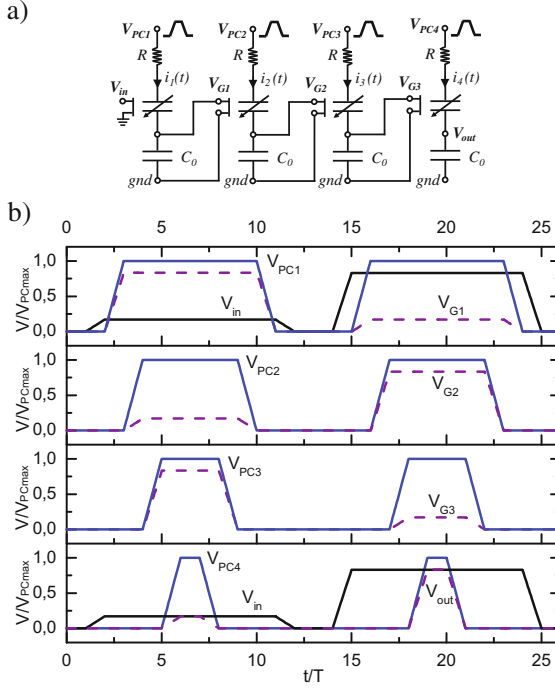 a)
V_PC1 V_PC2 V_PC3 V_PC4
R R R R
i_1(t) i_2(t) i_3(t) i_4(t)
V_in V_G1 V_G2 V_G3
V_out
C_0 C_0 C_0 C_0
gnd gnd gnd gnd
b)
0 5 10 15 20 25
V/V_PCmax 1,0 0,5 0,0
V_PC1 V_in V_G1
V/V_PCmax 1,0 0,5 0,0
V_PC2 V_G2
V/V_PCmax 1,0 0,5 0,0
V_PC3 V_G3
V/V_PCmax 1,0 0,5 0,0
V_PC4 V_in V_out
0 5 10 15 20 25
t/T